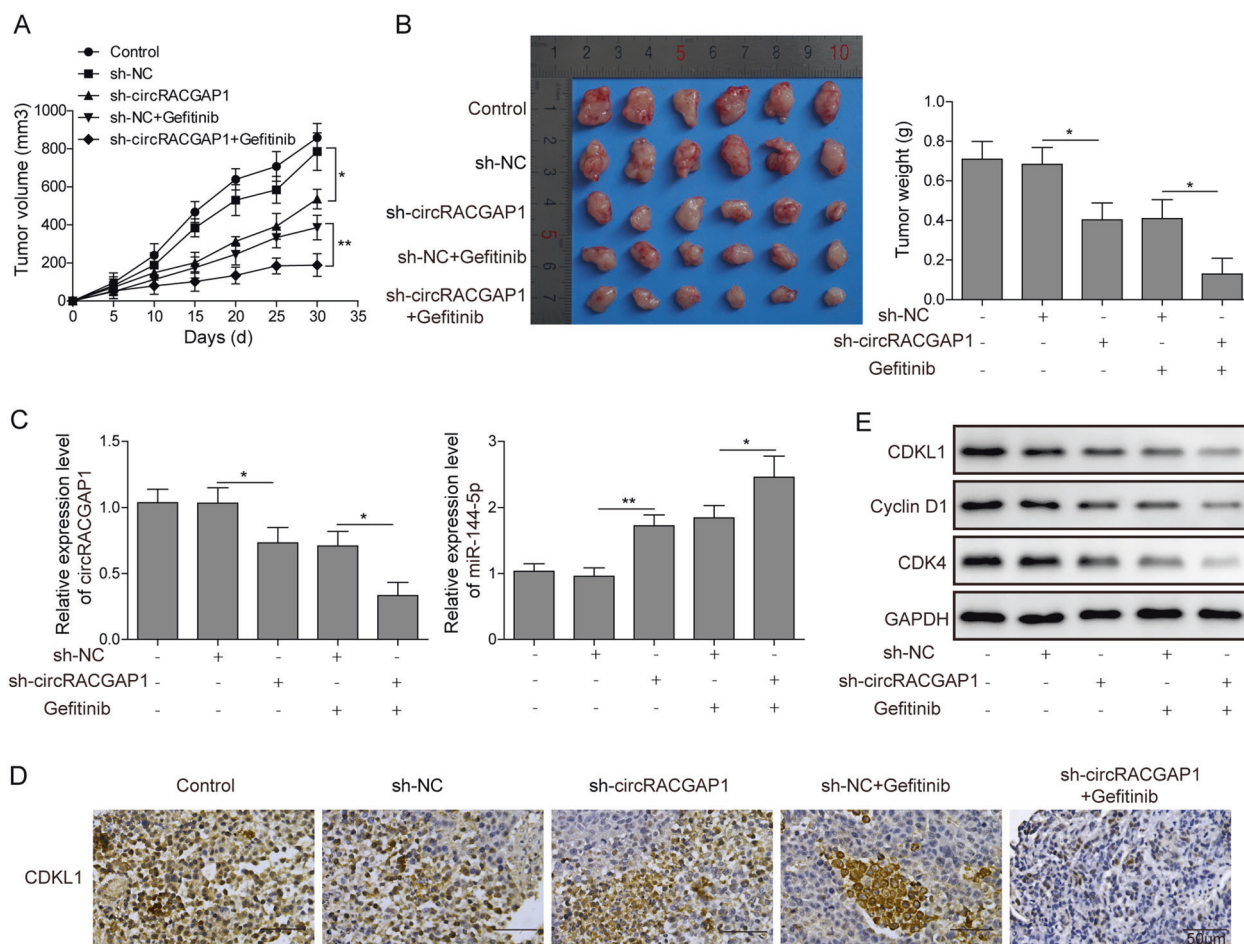 A
Control
sh-NC
sh-circRACGAP1
sh-NC+Gefitinib
sh-circRACGAP1+Gefitinib
Tumor volume (mm3)
1000
800
600
400
200
0
0 5 10 15 20 25 30 35
Days (d)
*
**
B
1 2 3 4 5 6 7 8 9 10
1
2
3
4
5
6
7
Control
sh-NC
sh-circRACGAP1
sh-NC+Gefitinib
sh-circRACGAP1
+Gefitinib
Tumor weight (g)
1.0
0.8
0.6
0.4
0.2
0.0
* *
sh-NC - + - + -
sh-circRACGAP1 - - + - +
Gefitinib - - - + +
C
Relative expression level
of circRACGAP1
1.5
1.0
0.5
0.0
* *
sh-NC - + - + -
sh-circRACGAP1 - - + - +
Gefitinib - - - + +
Relative expression level
of miR-144-5p
3
2
1
0
** *
- + - + -
- - + - +
- - - + +
E
CDKL1
Cyclin D1
CDK4
GAPDH
sh-NC - + - + -
sh-circRACGAP1 - - + - +
Gefitinib - - - + +
D
Control sh-NC sh-circRACGAP1 sh-NC+Gefitinib sh-circRACGAP1
+Gefitinib
CDKL1
50um